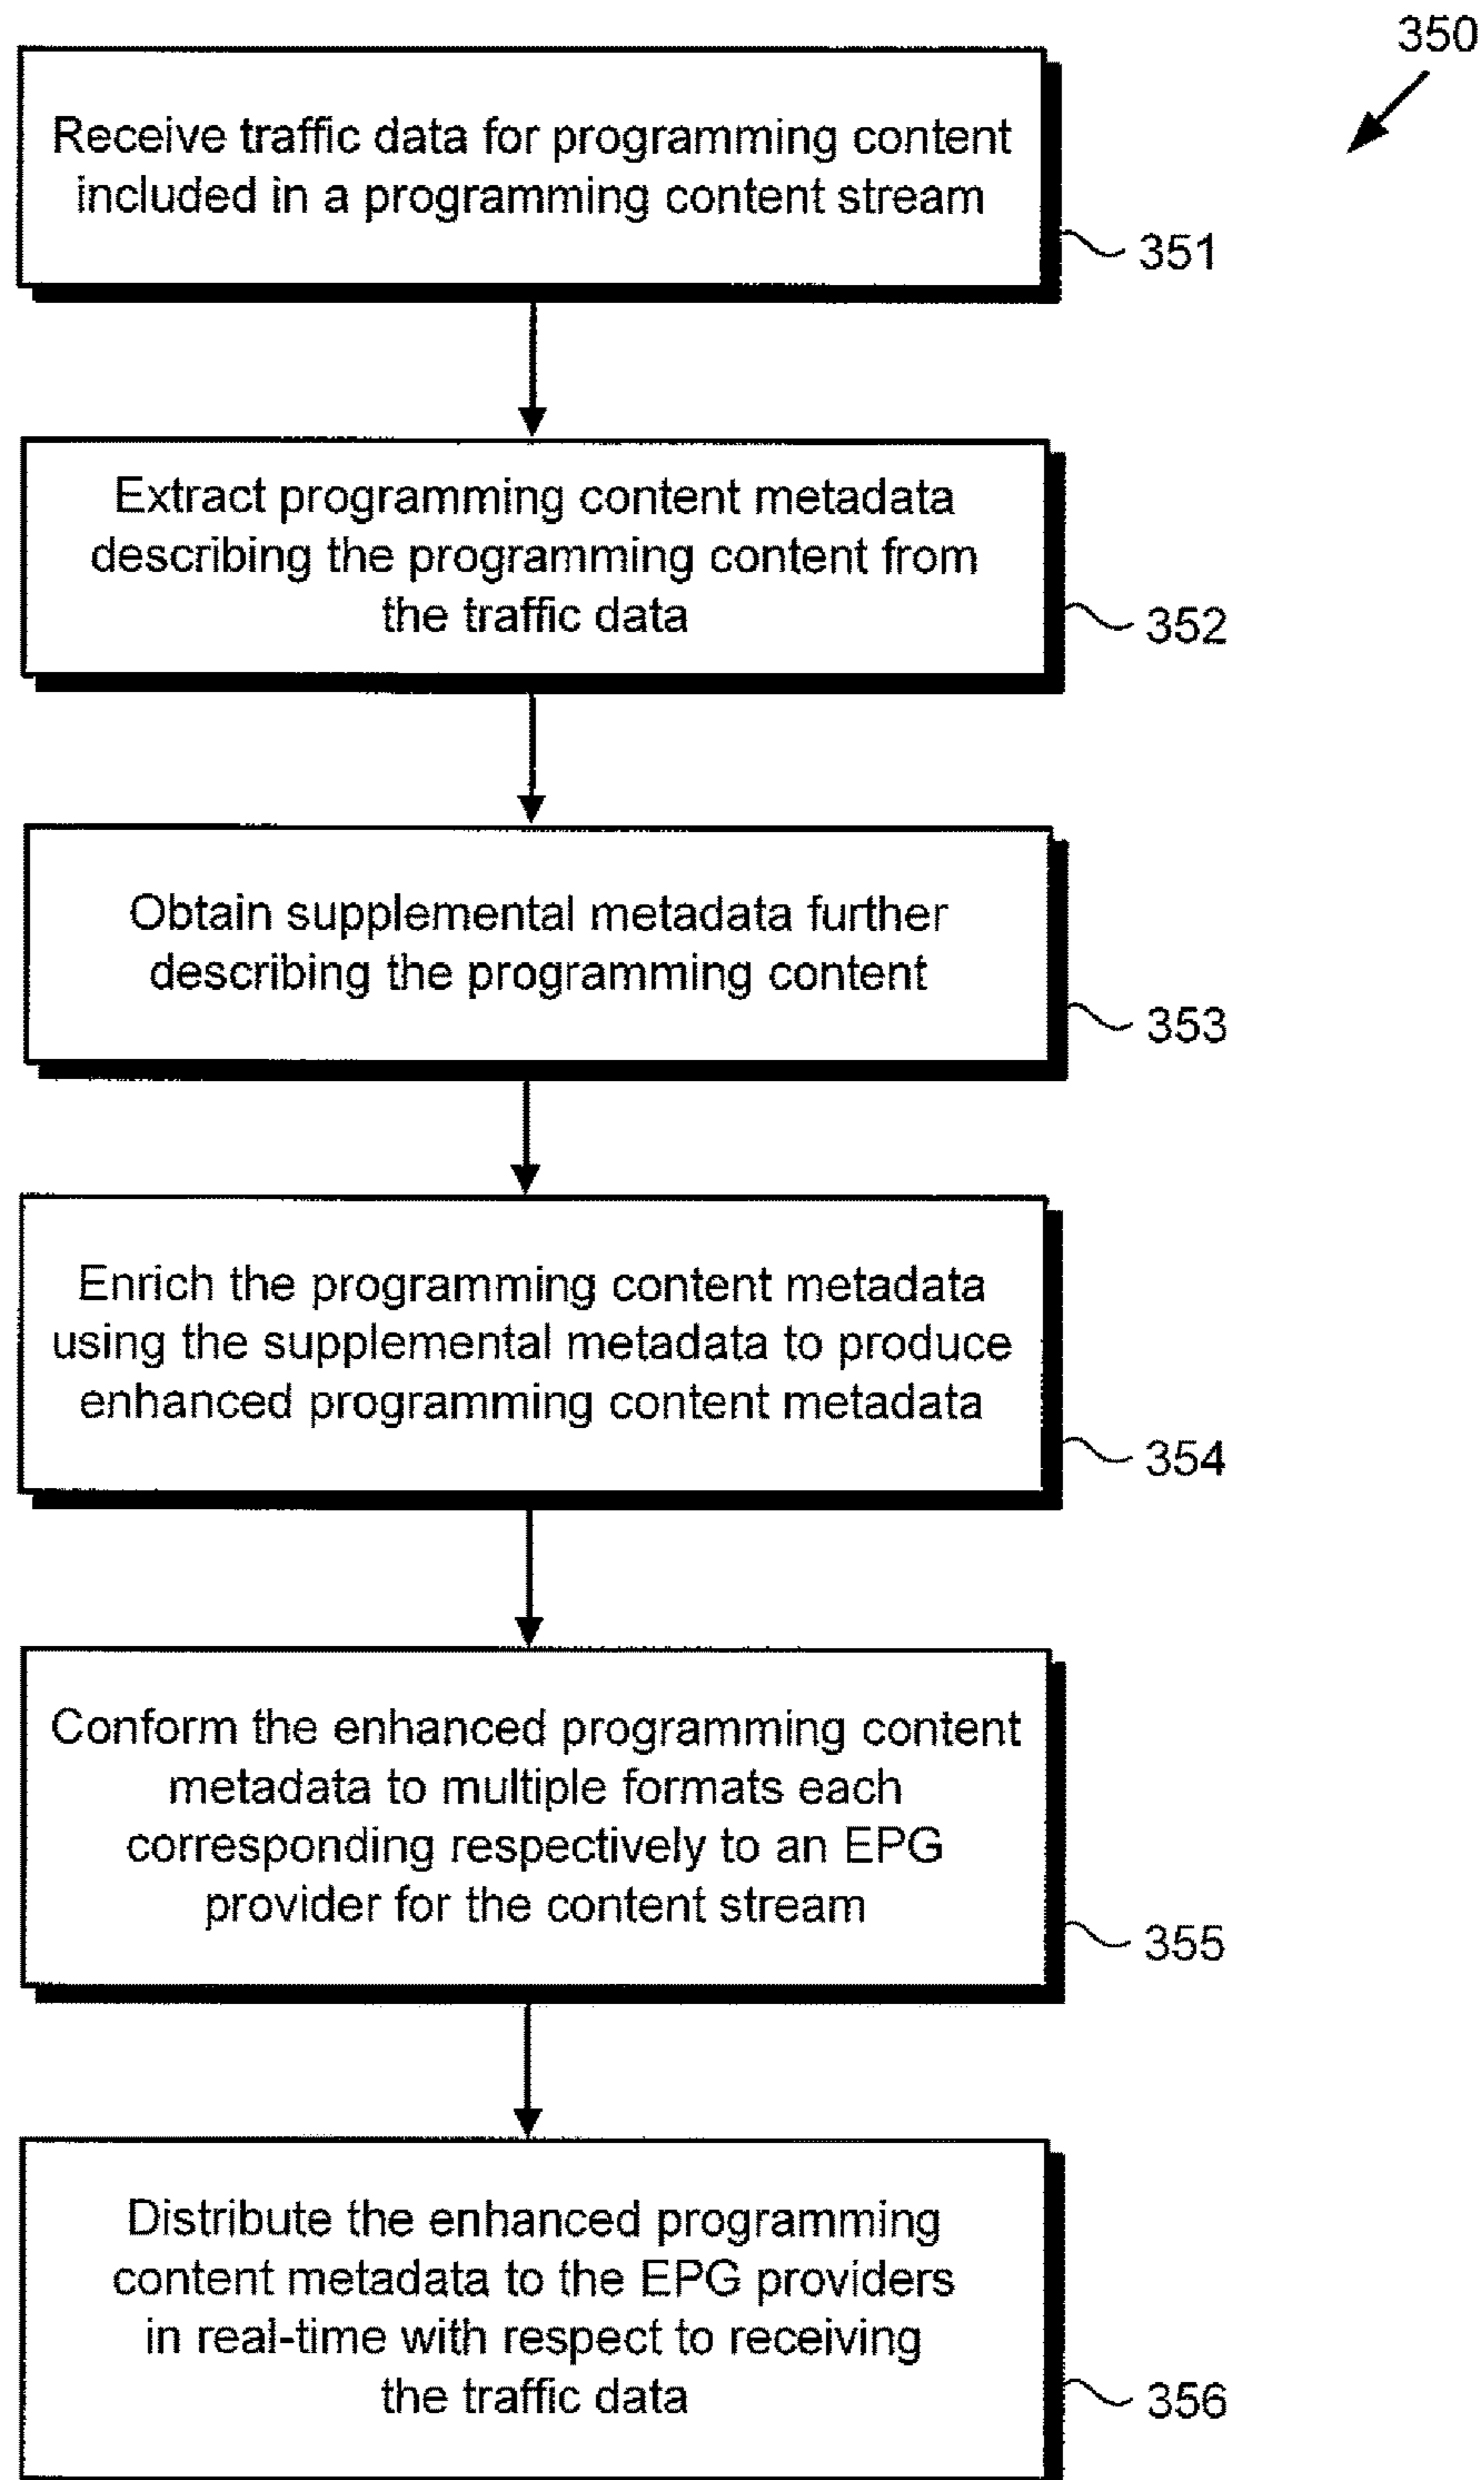 350
Receive traffic data for programming content
included in a programming content stream
351
Extract programming content metadata
describing the programming content from
the traffic data
352
Obtain supplemental metadata further
describing the programming content
353
Enrich the programming content metadata
using the supplemental metadata to produce
enhanced programming content metadata
354
Conform the enhanced programming content
metadata to multiple formats each
corresponding respectively to an EPG
provider for the content stream
355
Distribute the enhanced programming
content metadata to the EPG providers
in real-time with respect to receiving
the traffic data
356